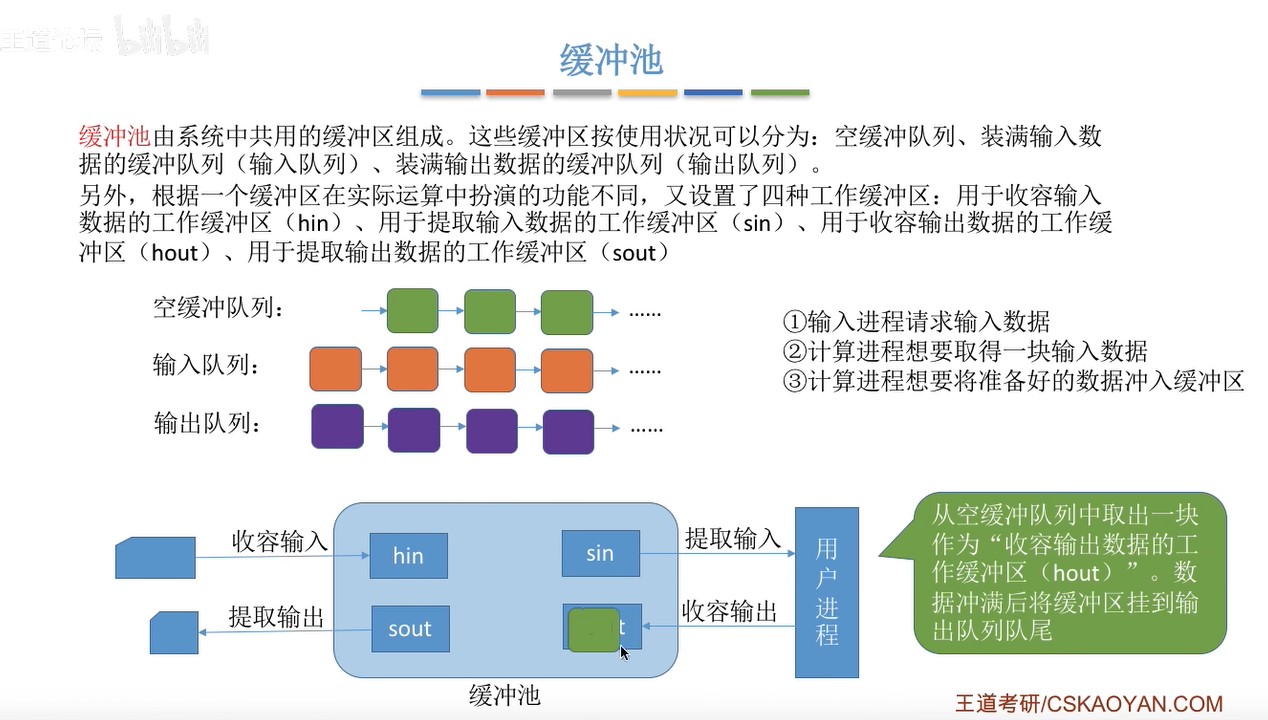 王道论坛 bilibili
缓冲池
缓冲池由系统中共用的缓冲区组成。这些缓冲区按使用状况可以分为：空缓冲队列、装满输入数
据的缓冲队列（输入队列）、装满输出数据的缓冲队列（输出队列）。
另外，根据一个缓冲区在实际运算中扮演的功能不同，又设置了四种工作缓冲区：用于收容输入
数据的工作缓冲区（hin）、用于提取输入数据的工作缓冲区（sin）、用于收容输出数据的工作缓
冲区（hout）、用于提取输出数据的工作缓冲区（sout）
空缓冲队列：
……
输入队列：
……
输出队列：
……
①输入进程请求输入数据
②计算进程想要取得一块输入数据
③计算进程想要将准备好的数据冲入缓冲区
收容输入
hin
sin
提取输入
提取输出
sout
t
收容输出
用户进程
缓冲池
从空缓冲队列中取出一块
作为“收容输出数据的工
作缓冲区（hout）”。数
据冲满后将缓冲区挂到输
出队列队尾
王道考研/CSKAOYAN.COM